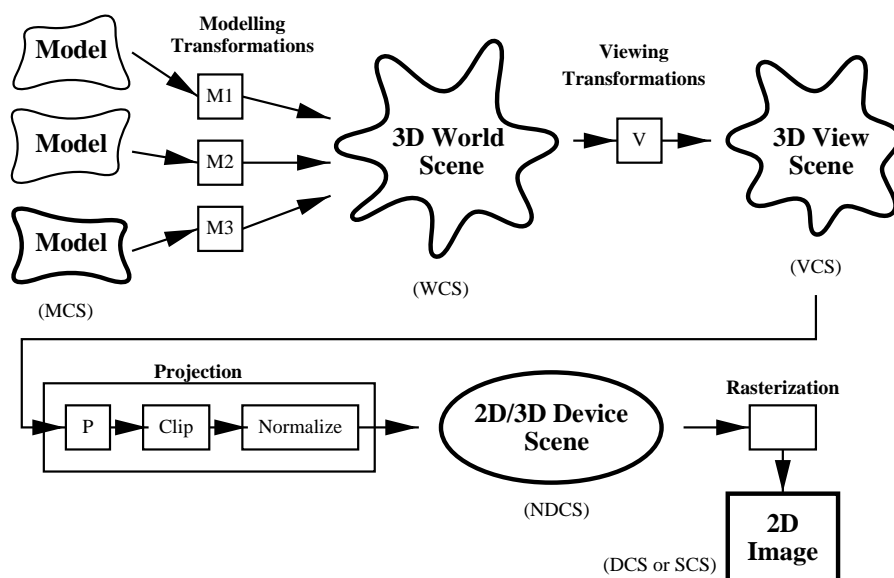 Modelling
Transformations
Model
M1
Model
M2
Model
M3
(MCS)
3D World
Scene
(WCS)
Viewing
Transformations
V
3D View
Scene
(VCS)
Projection
P
Clip
Normalize
2D/3D Device
Scene
(NDCS)
Rasterization
2D
Image
(DCS or SCS)